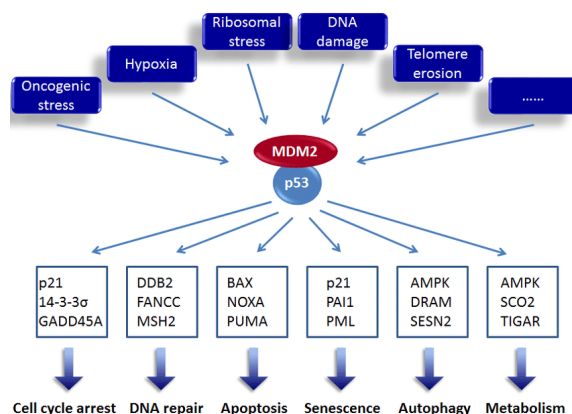 Ribosomal
stress
DNA
damage
Hypoxia
Telomere
erosion
Oncogenic
stress
......
MDM2
p53
p21
14-3-3σ
GADD45A
DDB2
FANCC
MSH2
BAX
NOXA
PUMA
p21
PAI1
PML
AMPK
DRAM
SESN2
AMPK
SCO2
TIGAR
Cell cycle arrest
DNA repair
Apoptosis
Senescence
Autophagy
Metabolism